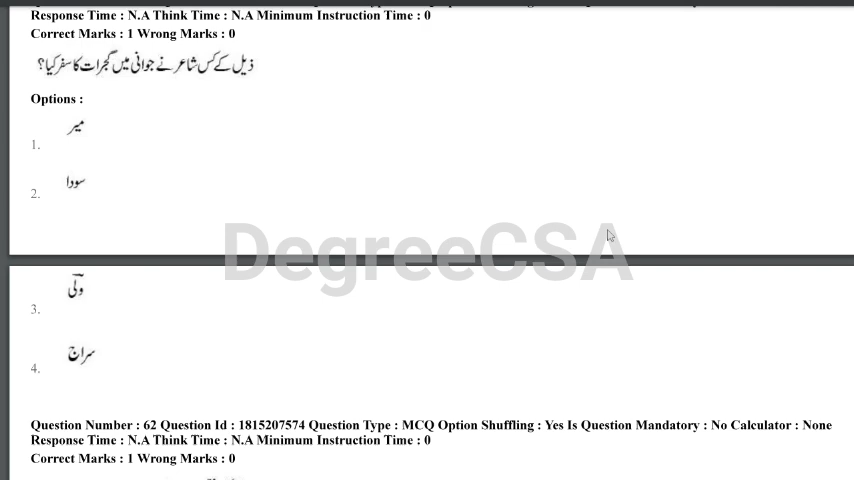 Response Time : N.A Think Time : N.A Minimum Instruction Time : 0
Correct Marks : 1 Wrong Marks : 0
ذیل کے کس شاعر نے جوانی میں گجرات کا سفر کیا؟
Options :
میر
1.
سودا
2.
DegreeCSA
ولی
3.
سراج
4.
Question Number : 62 Question Id : 1815207574 Question Type : MCQ Option Shuffling : Yes Is Question Mandatory : No Calculator : None
Response Time : N.A Think Time : N.A Minimum Instruction Time : 0
Correct Marks : 1 Wrong Marks : 0